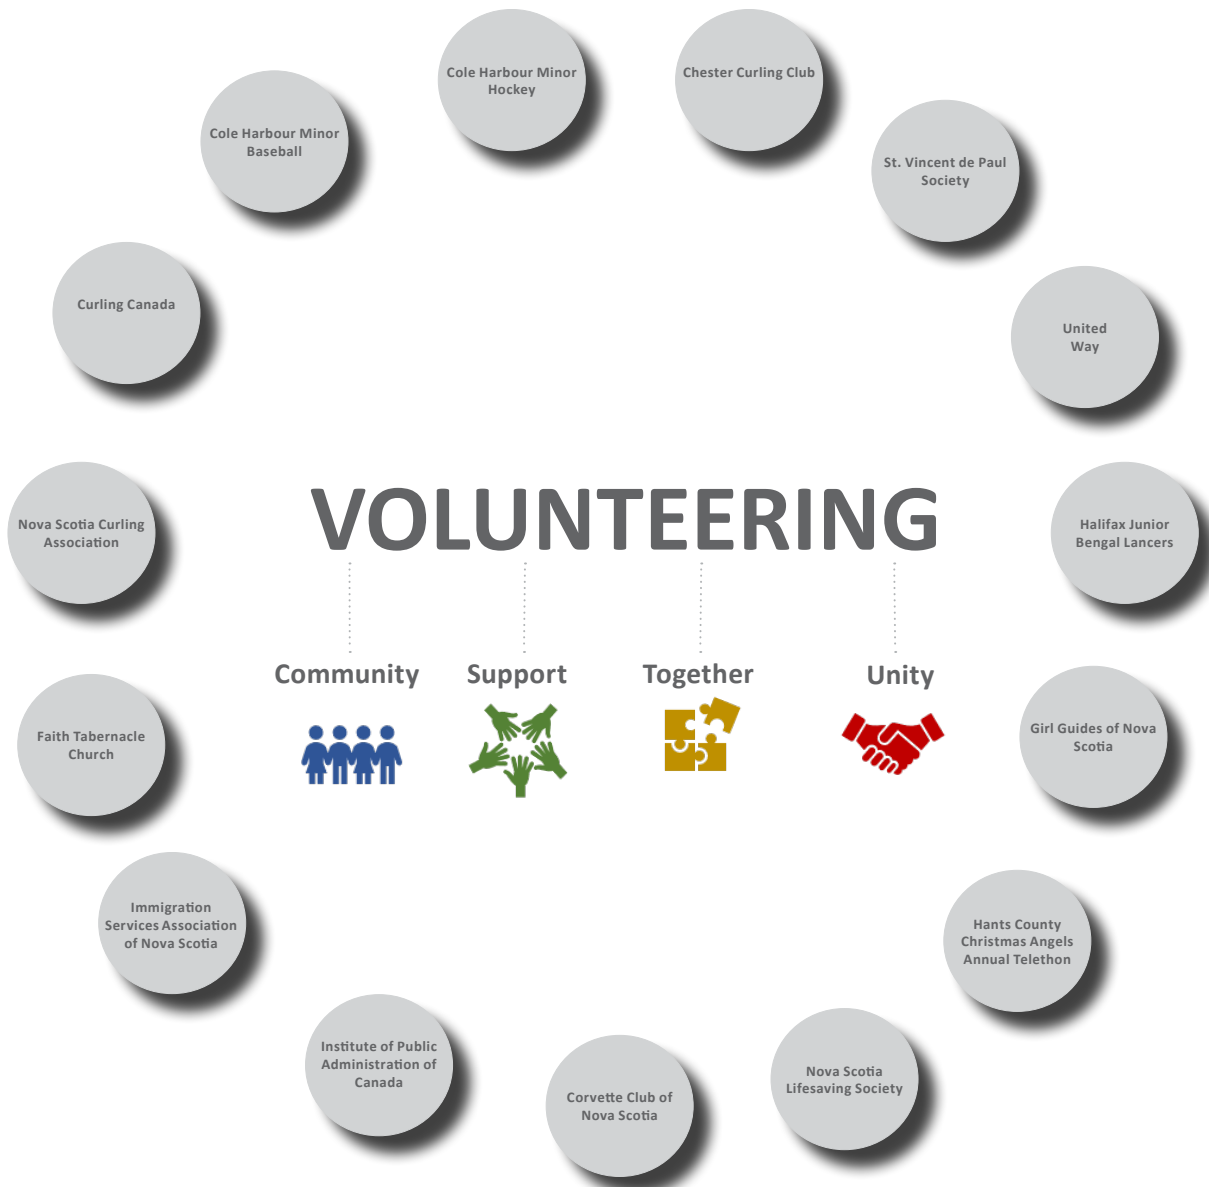 Cole Harbour Minor
Hockey
Chester Curling Club
Cole Harbour Minor
Baseball
St. Vincent de Paul
Society
Curling Canada
United
Way
VOLUNTEERING
Nova Scotia Curling
Association
Halifax Junior
Bengal Lancers
Community
Support
Together
Unity
Faith Tabernacle
Church
Girl Guides of Nova
Scotia
Immigration
Services Association
of Nova Scotia
Hants County
Christmas Angels
Annual Telethon
Institute of Public
Administration of
Canada
Corvette Club of
Nova Scotia
Nova Scotia
Lifesaving Society